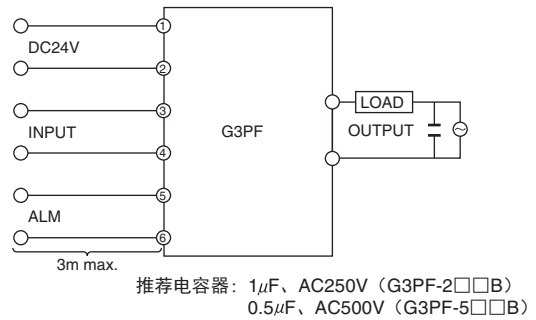 ①
DC24V
②
③
INPUT
④
⑤
ALM
⑥
3m max.
G3PF
LOAD
OUTPUT
推荐电容器：1μF、AC250V（G3PF-2□□B）
0.5μF、AC500V（G3PF-5□□B）